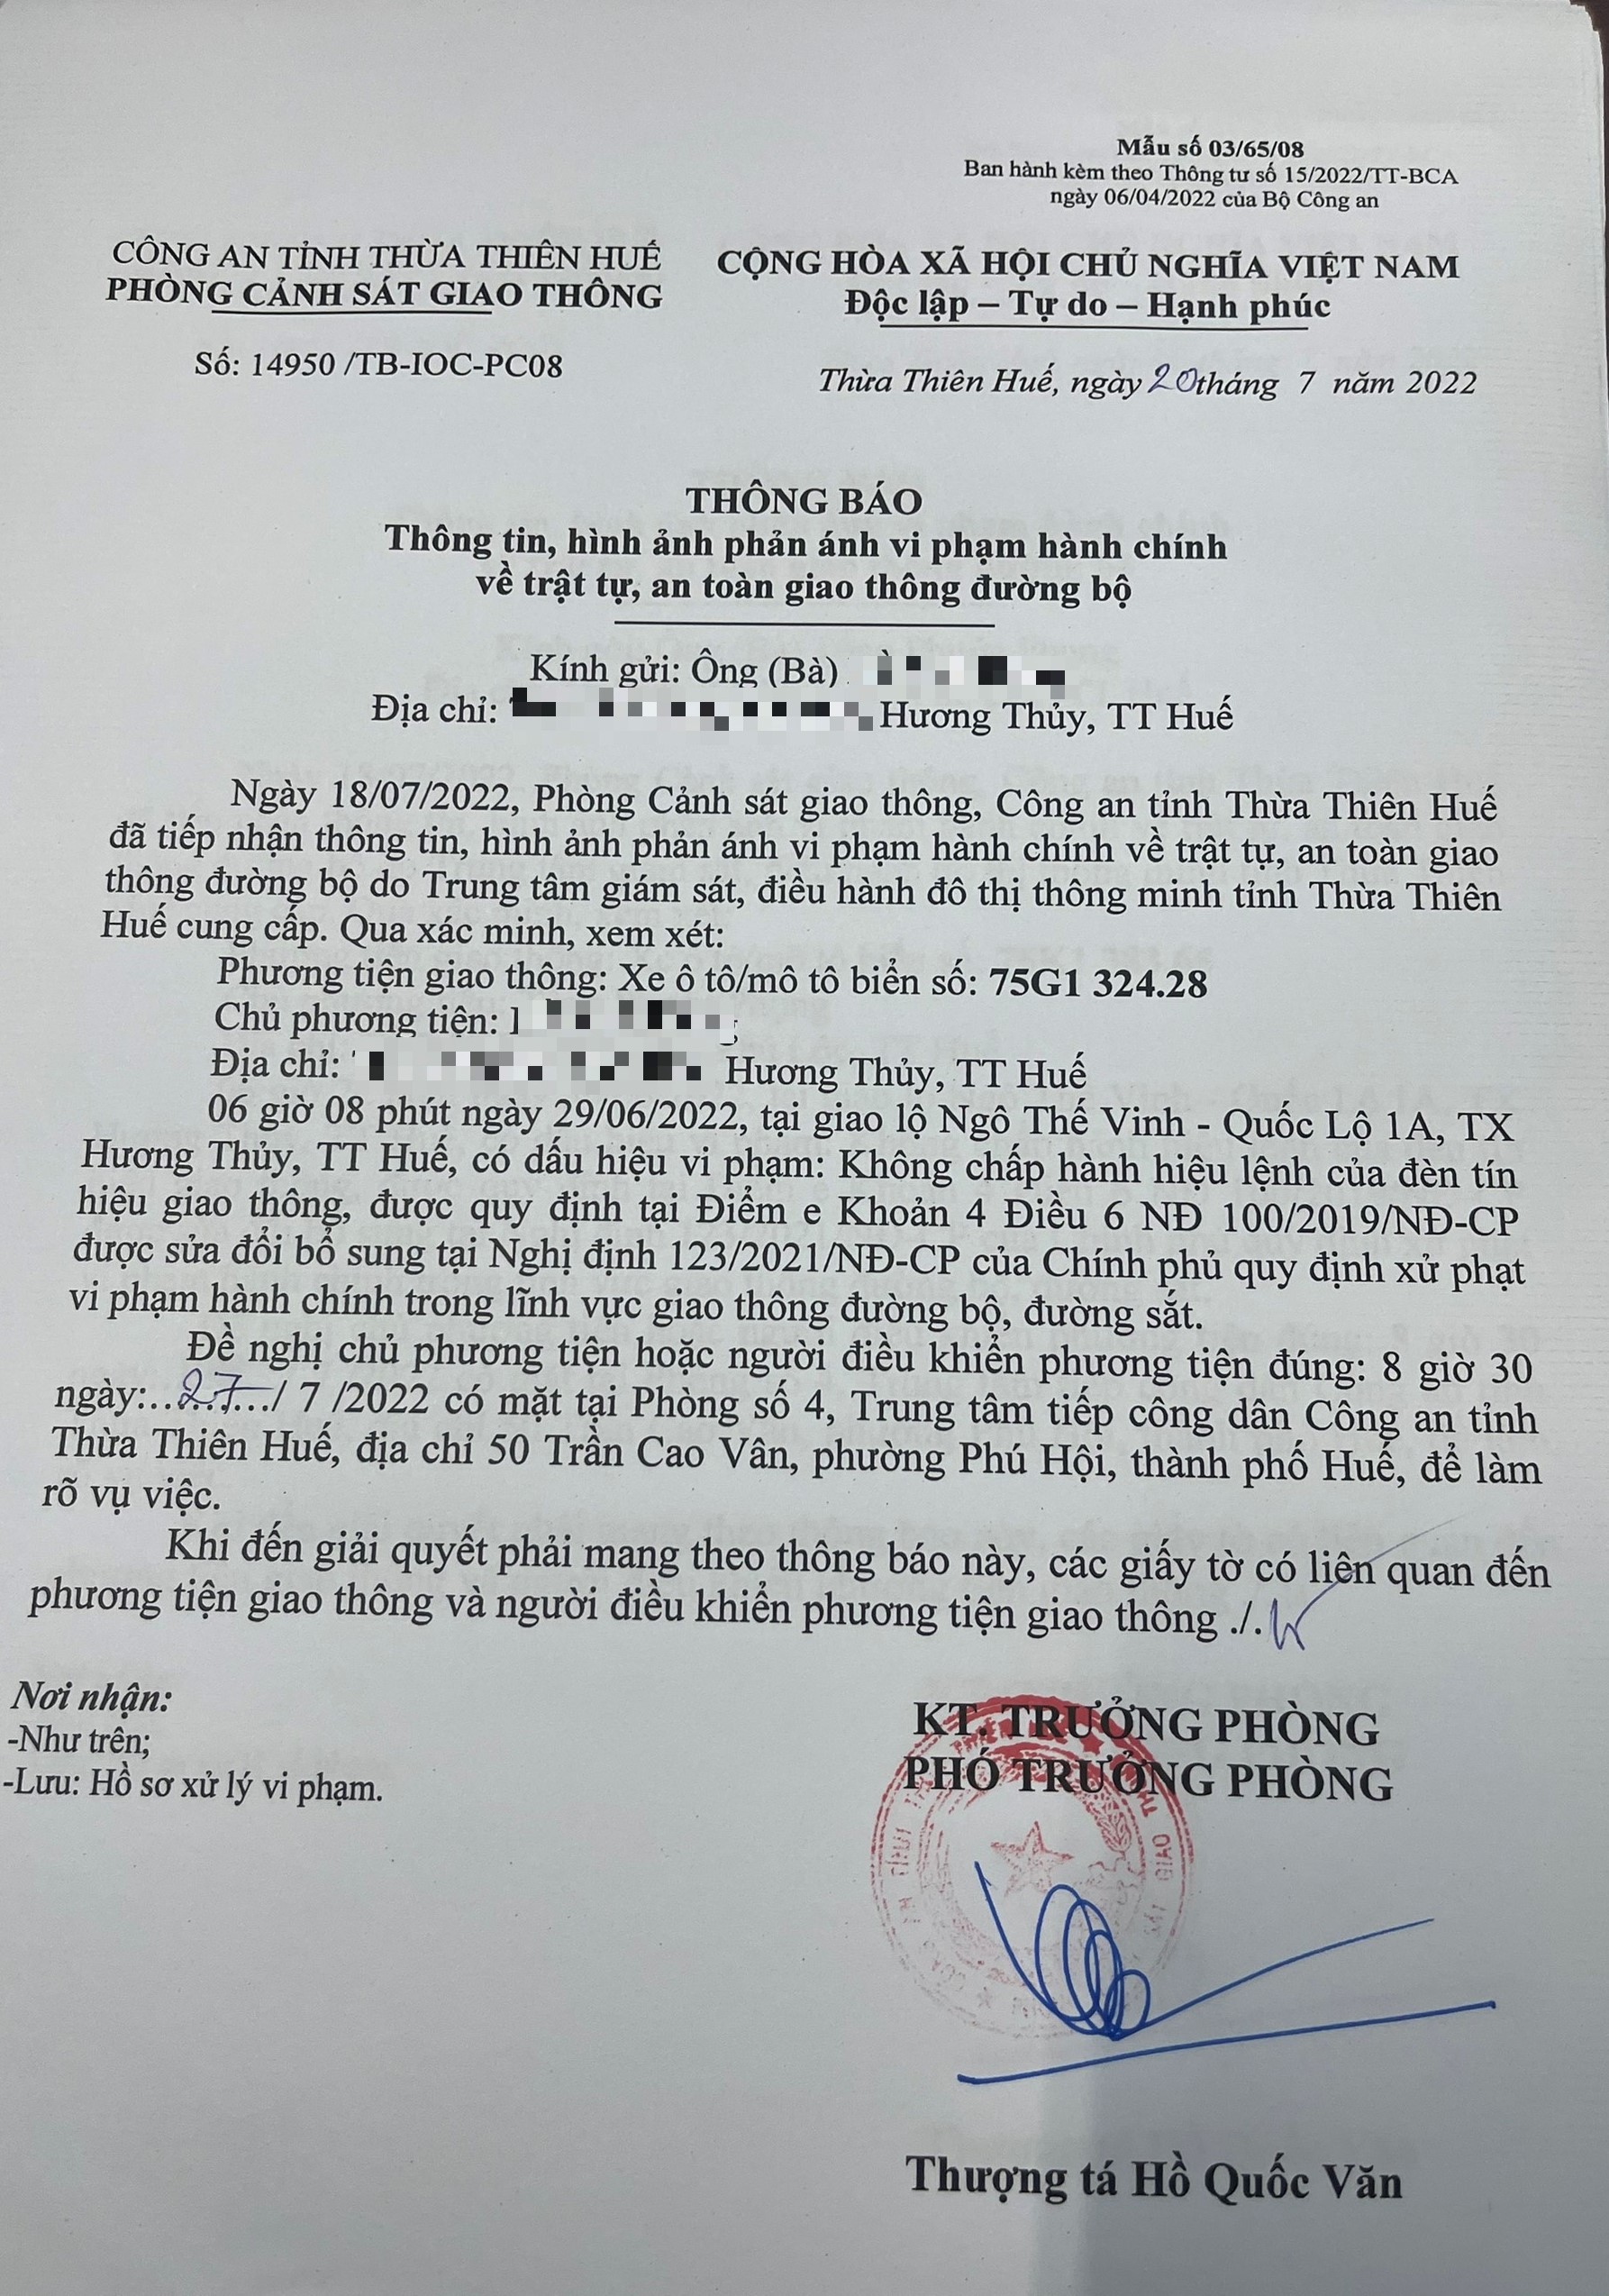 Mẫu số 03/65/08
Ban hành kèm theo Thông tư số 15/2022/TT-BCA
ngày 06/04/2022 của Bộ Công an
CÔNG AN TỈNH THỪA THIÊN HUẾ
PHÒNG CẢNH SÁT GIAO THÔNG
CỘNG HÒA XÃ HỘI CHỦ NGHĨA VIỆT NAM
Độc lập – Tự do – Hạnh phúc
Số: 14950 /TB-IOC-PC08
Thừa Thiên Huế, ngày 20 tháng 7 năm 2022
THÔNG BÁO
Thông tin, hình ảnh phản ánh vi phạm hành chính
về trật tự, an toàn giao thông đường bộ
Kính gửi: Ông (Bà)
Địa chỉ: Hương Thủy, TT Huế
Ngày 18/07/2022, Phòng Cảnh sát giao thông, Công an tỉnh Thừa Thiên Huế
đã tiếp nhận thông tin, hình ảnh phản ánh vi phạm hành chính về trật tự, an toàn giao
thông đường bộ do Trung tâm giám sát, điều hành đô thị thông minh tỉnh Thừa Thiên
Huế cung cấp. Qua xác minh, xem xét:
Phương tiện giao thông: Xe ô tô/mô tô biển số: 75G1 324.28
Chủ phương tiện:
Địa chỉ: Hương Thủy, TT Huế
06 giờ 08 phút ngày 29/06/2022, tại giao lộ Ngô Thế Vinh - Quốc Lộ 1A, TX
Hương Thủy, TT Huế, có dấu hiệu vi phạm: Không chấp hành hiệu lệnh của đèn tín
hiệu giao thông, được quy định tại Điểm e Khoản 4 Điều 6 NĐ 100/2019/NĐ-CP
được sửa đổi bổ sung tại Nghị định 123/2021/NĐ-CP của Chính phủ quy định xử phạt
vi phạm hành chính trong lĩnh vực giao thông đường bộ, đường sắt.
Đề nghị chủ phương tiện hoặc người điều khiển phương tiện đúng: 8 giờ 30
ngày:...27.../ 7 /2022 có mặt tại Phòng số 4, Trung tâm tiếp công dân Công an tỉnh
Thừa Thiên Huế, địa chỉ 50 Trần Cao Vân, phường Phú Hội, thành phố Huế, để làm
rõ vụ việc.
Khi đến giải quyết phải mang theo thông báo này, các giấy tờ có liên quan đến
phương tiện giao thông và người điều khiển phương tiện giao thông ./.
Nơi nhận:
-Như trên;
-Lưu: Hồ sơ xử lý vi phạm.
KT. TRƯỞNG PHÒNG
PHÓ TRƯỞNG PHÒNG
Thượng tá Hồ Quốc Văn